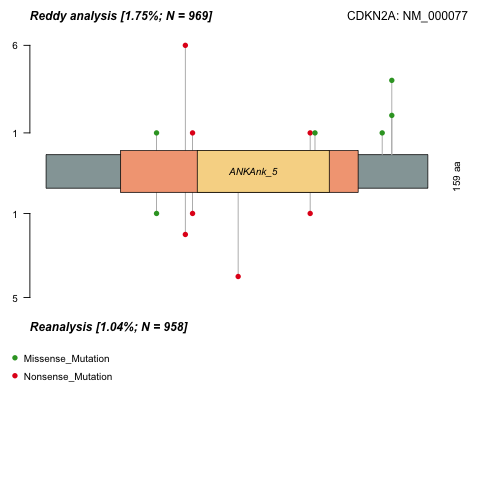 Reddy analysis [1.75%; N = 969]
CDKN2A: NM_000077
6
1
ANKAnk_5
159 aa
1
5
Reanalysis [1.04%; N = 958]
Missense_Mutation
Nonsense_Mutation